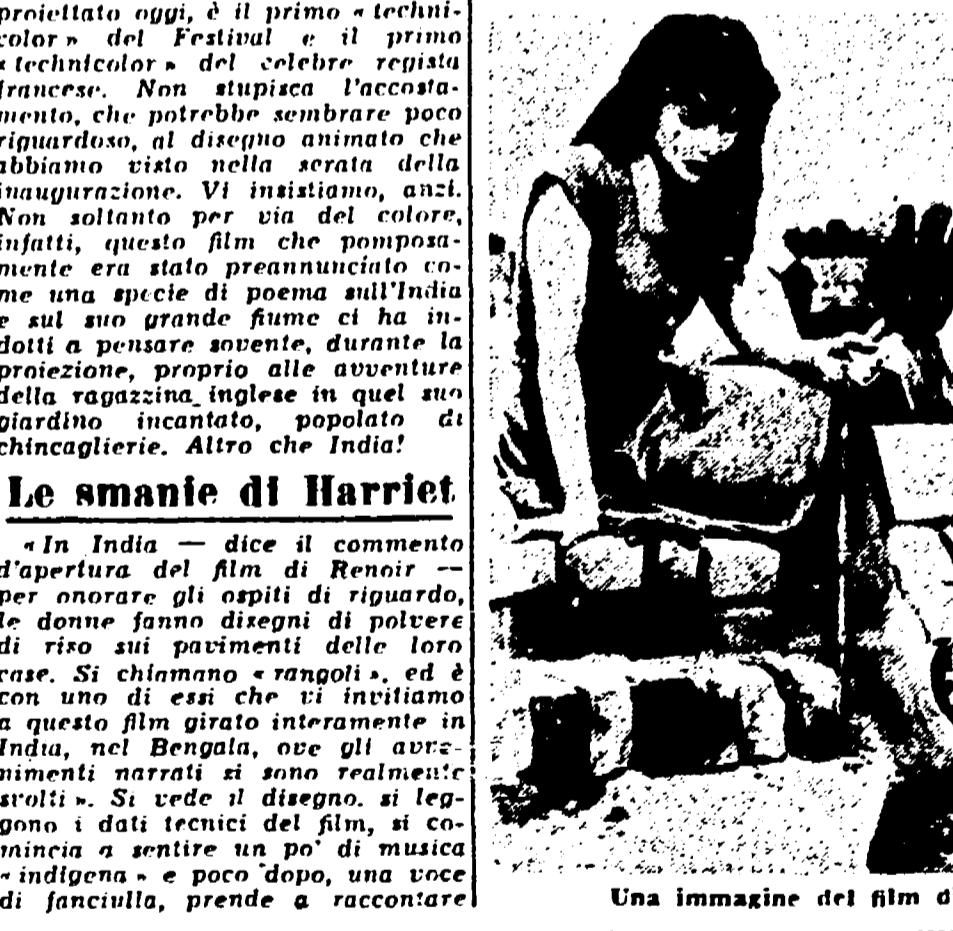 proiettato oggi, è il primo « techni-
color » del Festival e il primo
« technicolor » del celebre regista
francese. Non stupisca l'accosta-
mento, che potrebbe sembrare poco
riguardoso, al disegno animato che
abbiamo visto nella serata della
inaugurazione. Vi insistiamo, anzi.
Non soltanto per via del colore,
infatti, questo film che pomposa-
mente era stato preannunciato co-
me una specie di poema sull'India
e sul suo grande fiume ci ha in-
dotti a pensare sovente, durante la
proiezione, proprio alle avventure
della ragazzina inglese in quel suo
giardino incantato, popolato di
chincaglierie. Altro che India!
Le smanie di Harriet
« In India — dice il commento
d'apertura del film di Renoir —
per onorare gli ospiti di riguardo,
le donne fanno disegni di polvere
di riso sui pavimenti delle loro
case. Si chiamano « rangoli », ed è
con uno di essi che vi invitiamo
a questo film girato interamente in
India, nel Bengala, ove gli avve-
nimenti narrati si sono realmente
svolti ». Si vede il disegno, si leg-
gono i dati tecnici del film, si co-
mincia a sentire un po' di musica
« indigena » e poco dopo, una voce
di fanciulla, prende a raccontare
Una immagine del film d